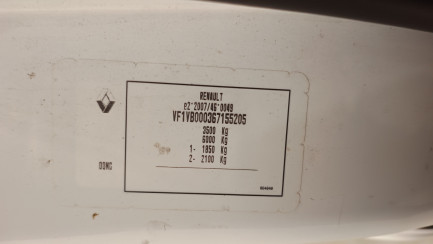 RENAULT
e2*2007/46*0049
VF1VB000367155205
3500 Kg
6000 Kg
1- 1850 Kg
2- 2100 Kg